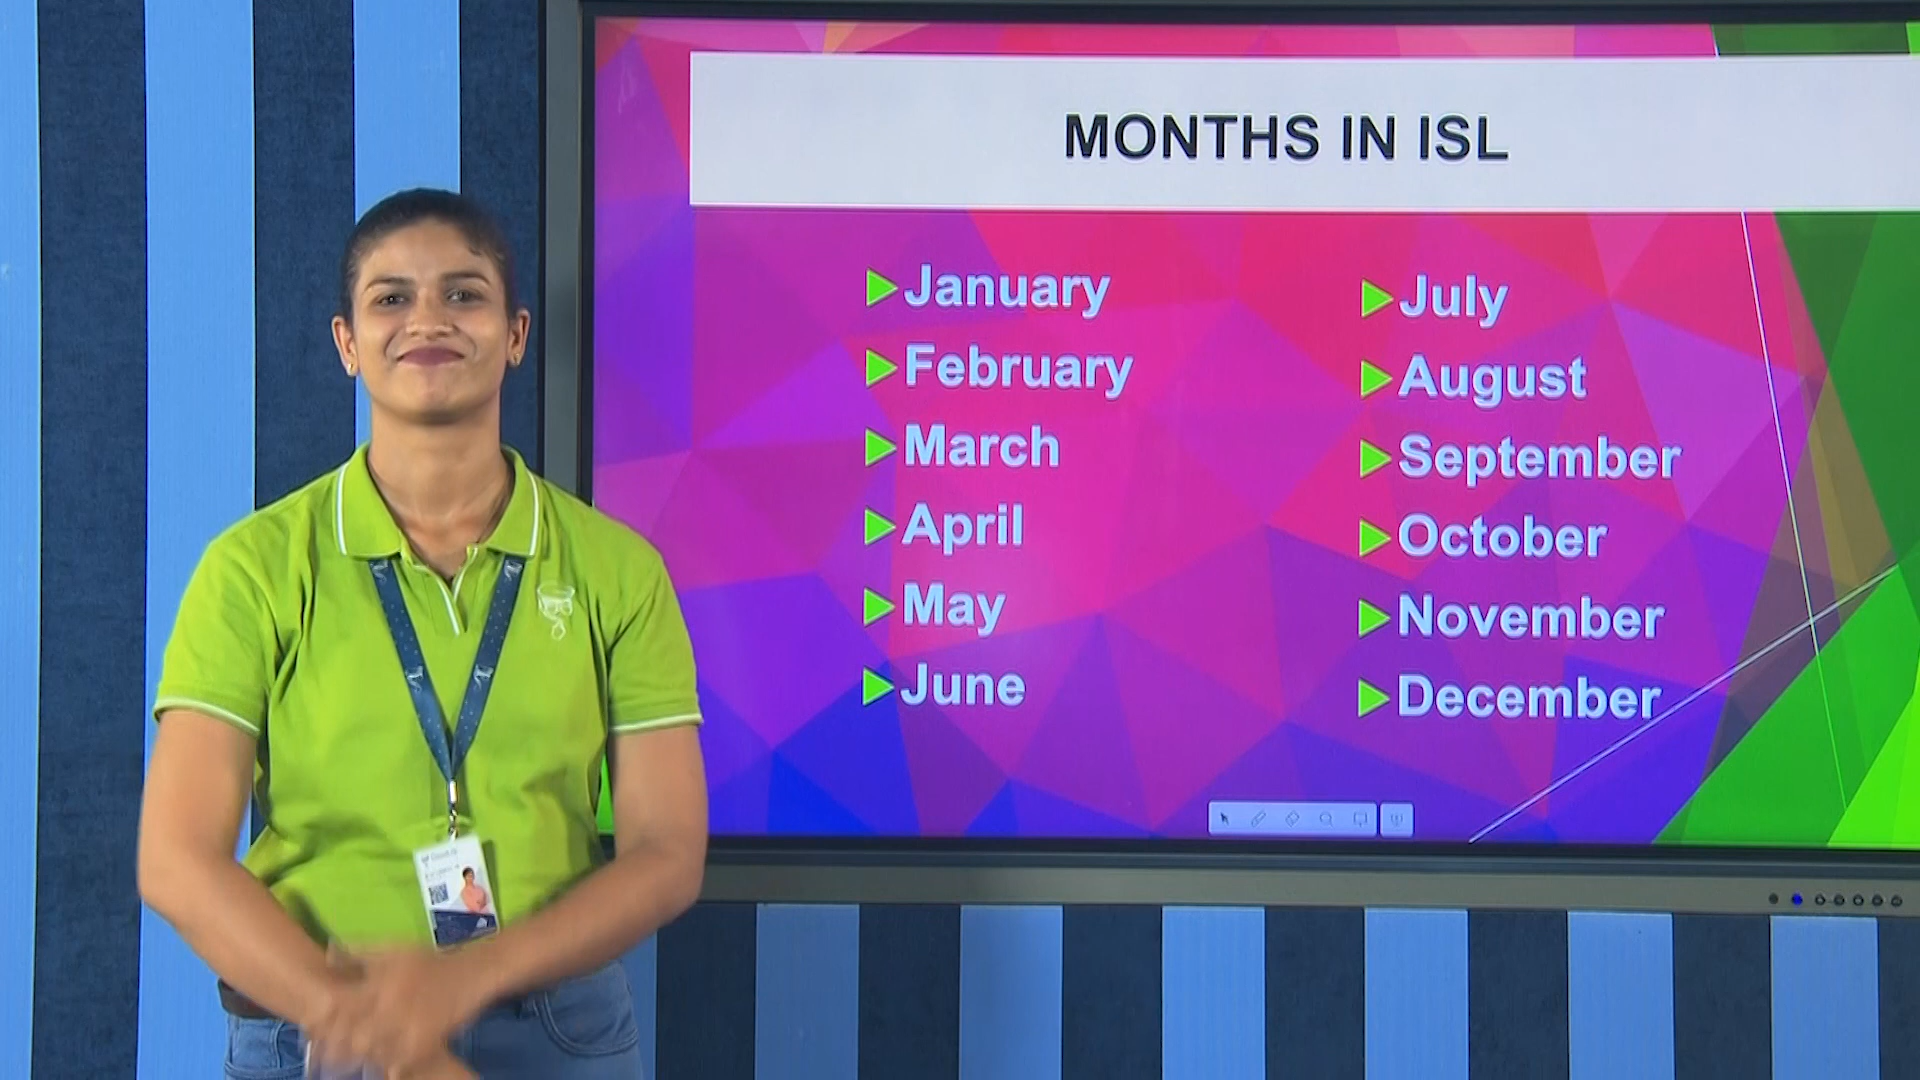 MONTHS IN ISL
January
February
March
April
May
June
July
August
September
October
November
December